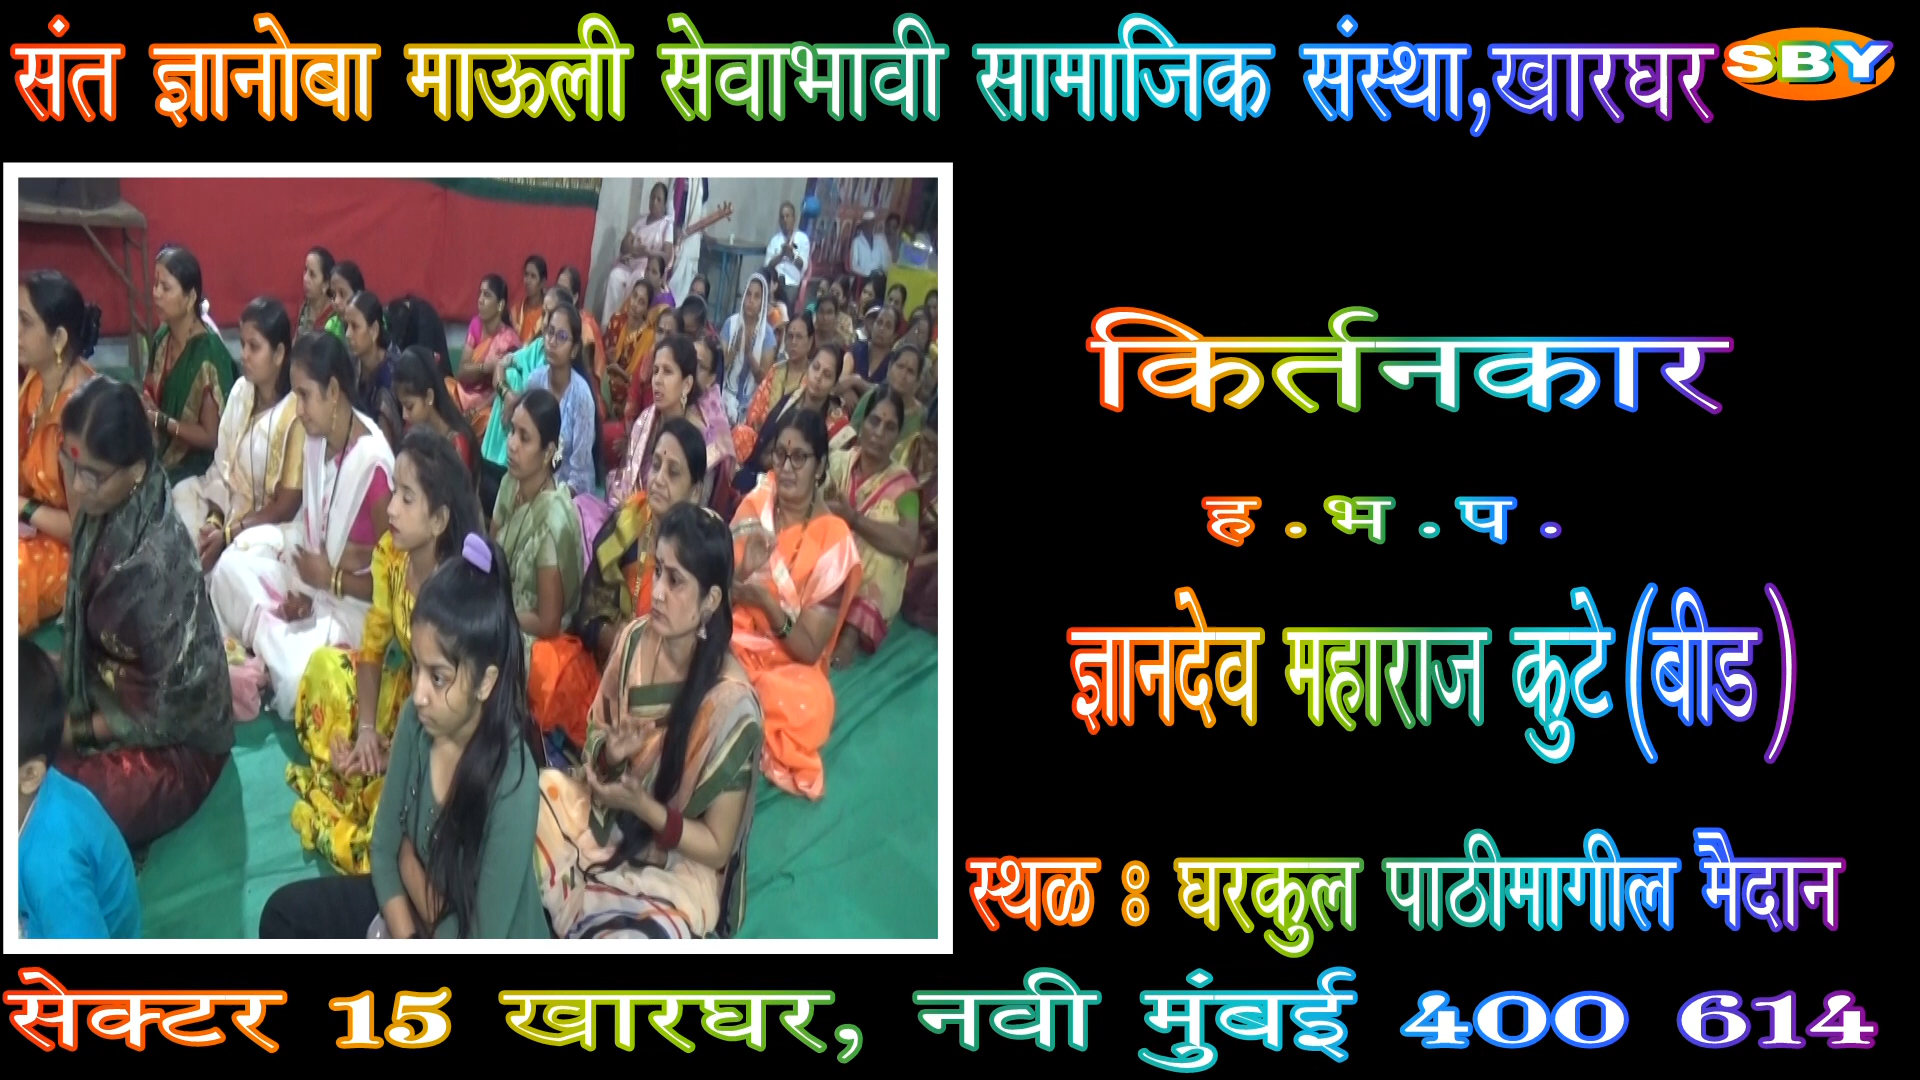 संत ज्ञानोबा माऊली सेवाभावी सामाजिक संस्था,खारघर SBY
किर्तनकार
ह . भ . प .
ज्ञानदेव महाराज कुटे(बीड)
स्थळ : घरकुल पाठीमागील मैदान
सेक्टर 15 खारघर, नवी मुंबई 400 614